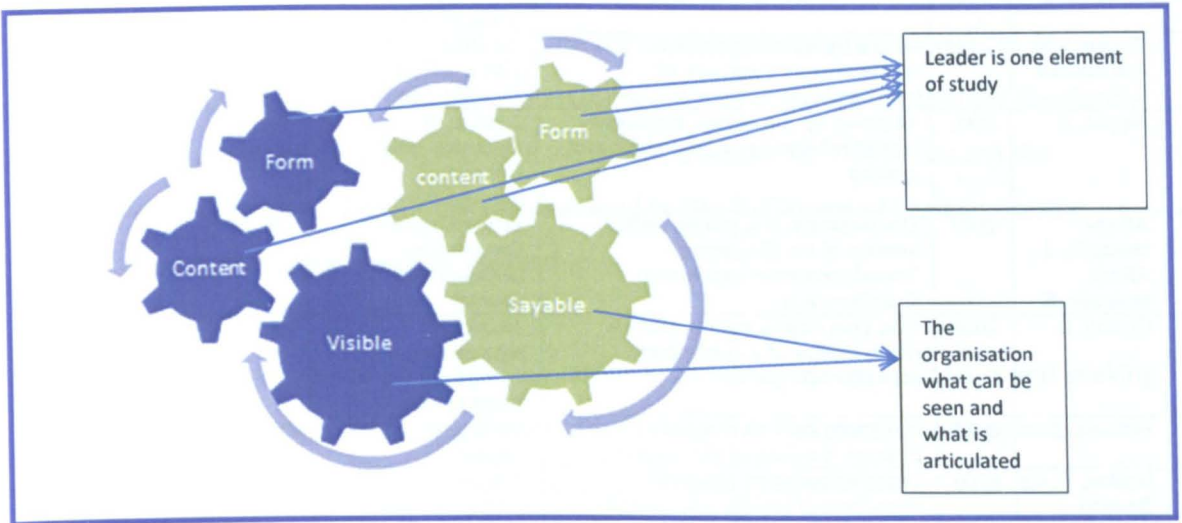 Form
content
Form
Content
Visible
Sayable
Leader is one element
of study
The
organisation
what can be
seen and
what is
articulated